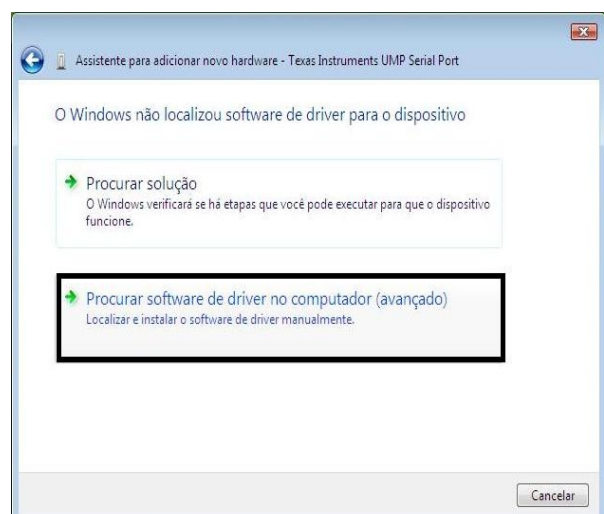 Assistente para adicionar novo hardware - Texas Instruments UMP Serial Port
O Windows não localizou software de driver para o dispositivo
Procurar solução
O Windows verificará se há etapas que você pode executar para que o dispositivo
funcione.
Procurar software de driver no computador (avançado)
Localizar e instalar o software de driver manualmente.
Cancelar